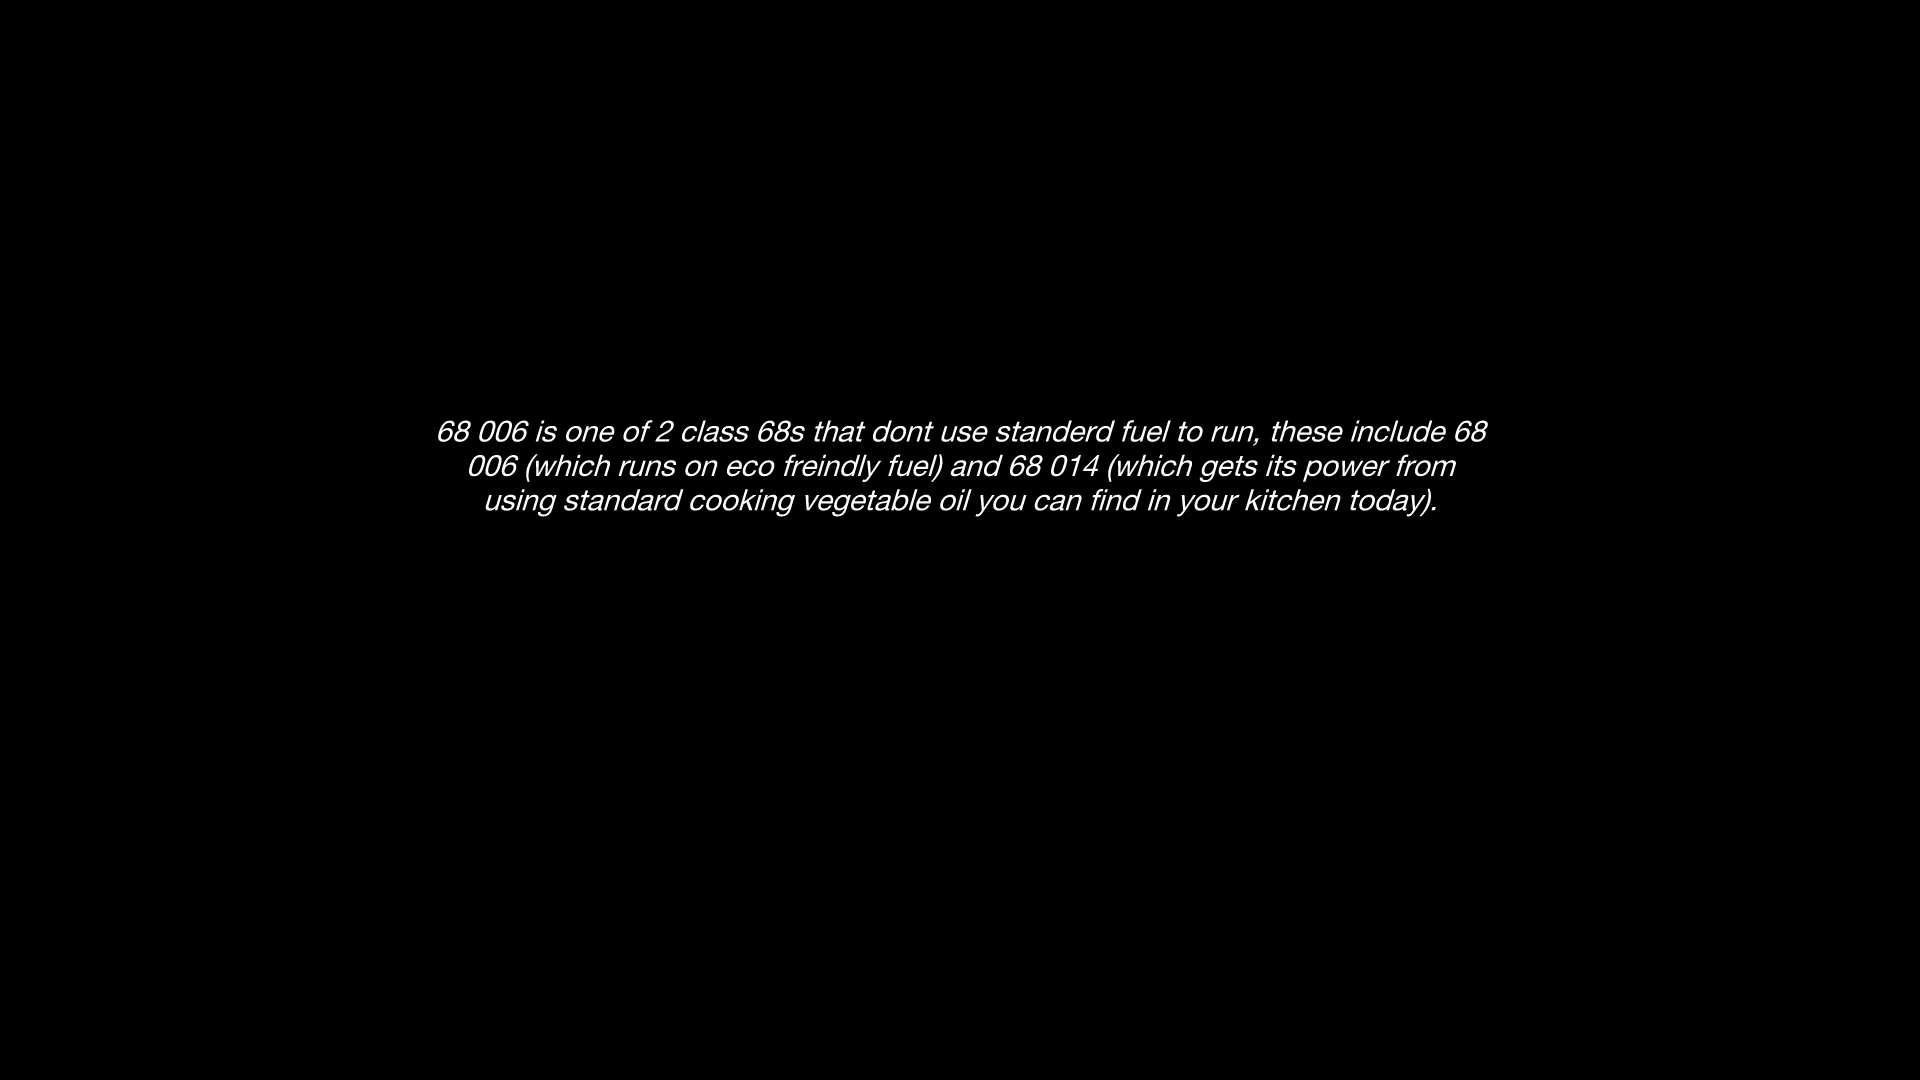 68 006 is one of 2 class 68s that dont use standerd fuel to run, these include 68
006 (which runs on eco freindly fuel) and 68 014 (which gets its power from
using standard cooking vegetable oil you can find in your kitchen today).